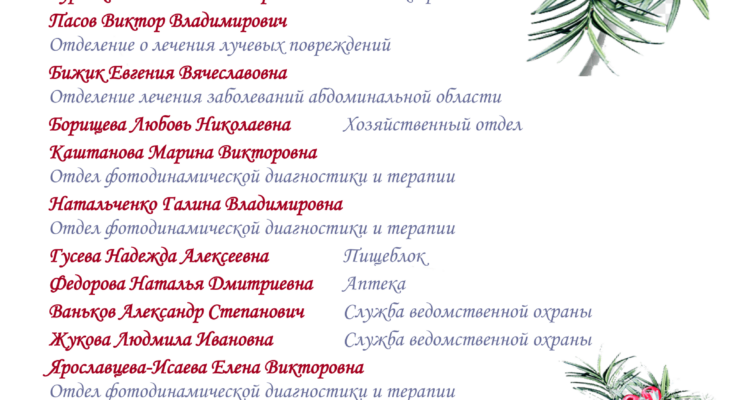 Пасов Виктор Владимирович
Отделение о лечения лучевых повреждений
Бижик Евгения Вячеславовна
Отделение лечения заболеваний абдоминальной области
Борищева Любовь Николаевна Хозяйственный отдел
Каштанова Марина Викторовна
Отдел фотодинамической диагностики и терапии
Натальченко Галина Владимировна
Отдел фотодинамической диагностики и терапии
Гусева Надежда Алексеевна Пищеблок
Федорова Наталья Дмитриевна Аптека
Ваньков Александр Степанович Служба ведомственной охраны
Жукова Людмила Ивановна Служба ведомственной охраны
Ярославцева-Исаева Елена Викторовна
Отдел фотодинамической диагностики и терапии